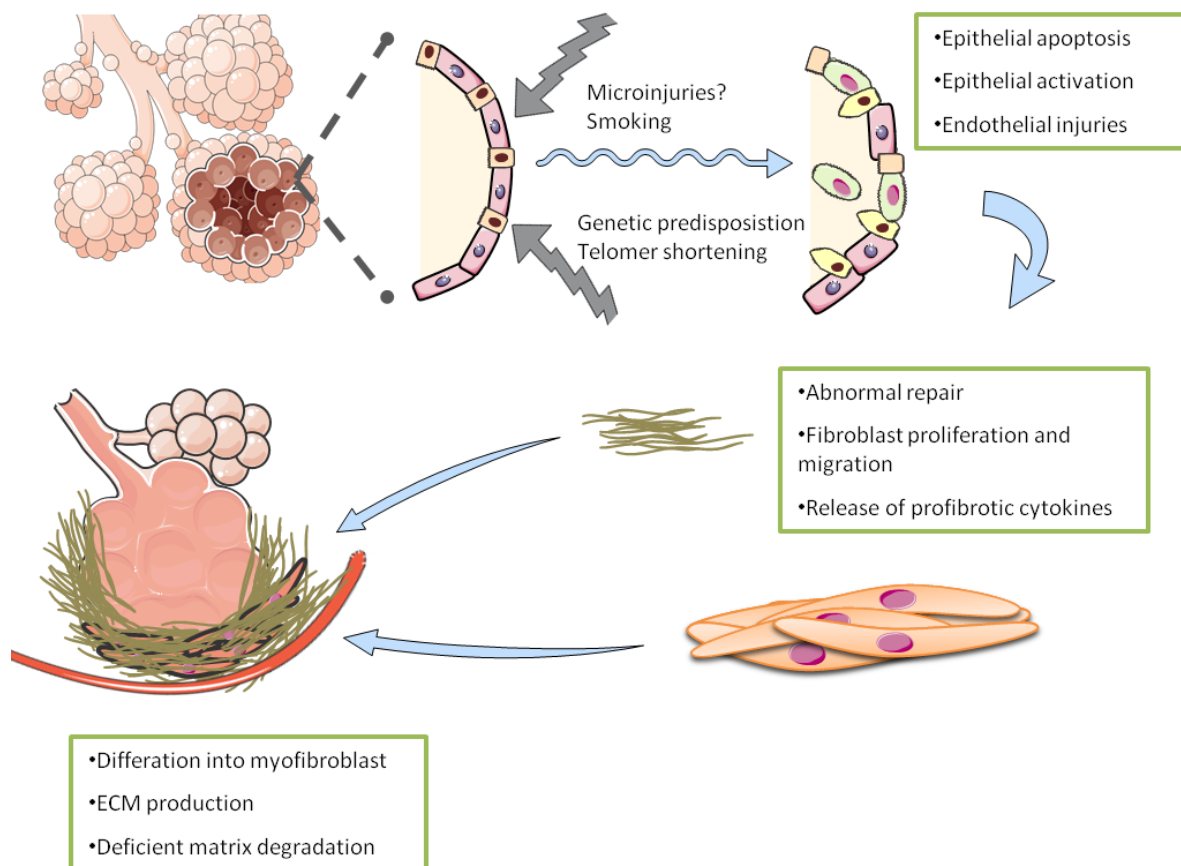 •Epithelial apoptosis
•Epithelial activation
•Endothelial injuries
Microinjuries?
Smoking
Genetic predisposistion
Telomer shortening
•Abnormal repair
•Fibroblast proliferation and
migration
•Release of profibrotic cytokines
•Differation into myofibroblast
•ECM production
•Deficient matrix degradation